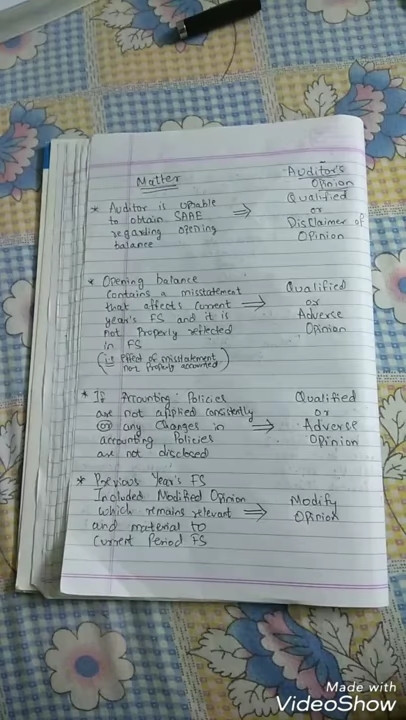 Matter
Auditor's
Opinion
* Auditor is unable
to obtain SAAE ⇒
regarding opening
balance
Qualified
or
Disclaimer of
Opinion
* Opening balance
contains a misstatement
that affects current ⇒
year's FS and it is
not Properly reflected
in FS
(i.e effect of misstatement
not properly accounted)
Qualified
or
Adverse
Opinion
* If Accounting Policies
are not applied consistently
or any changes in ⇒
accounting Policies
are not disclosed
Qualified
or
Adverse
Opinion
* Previous Year's FS
Included Modified Opinion
which remains relevant ⇒
and material to
Current Period FS
Modify
Opinion
Made with
VideoShow